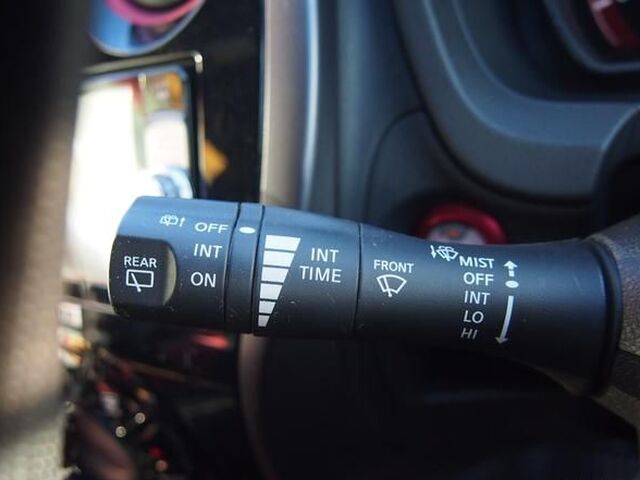 REAR
OFF
INT
ON
INT
TIME
FRONT
MIST
OFF
INT
LO
HI